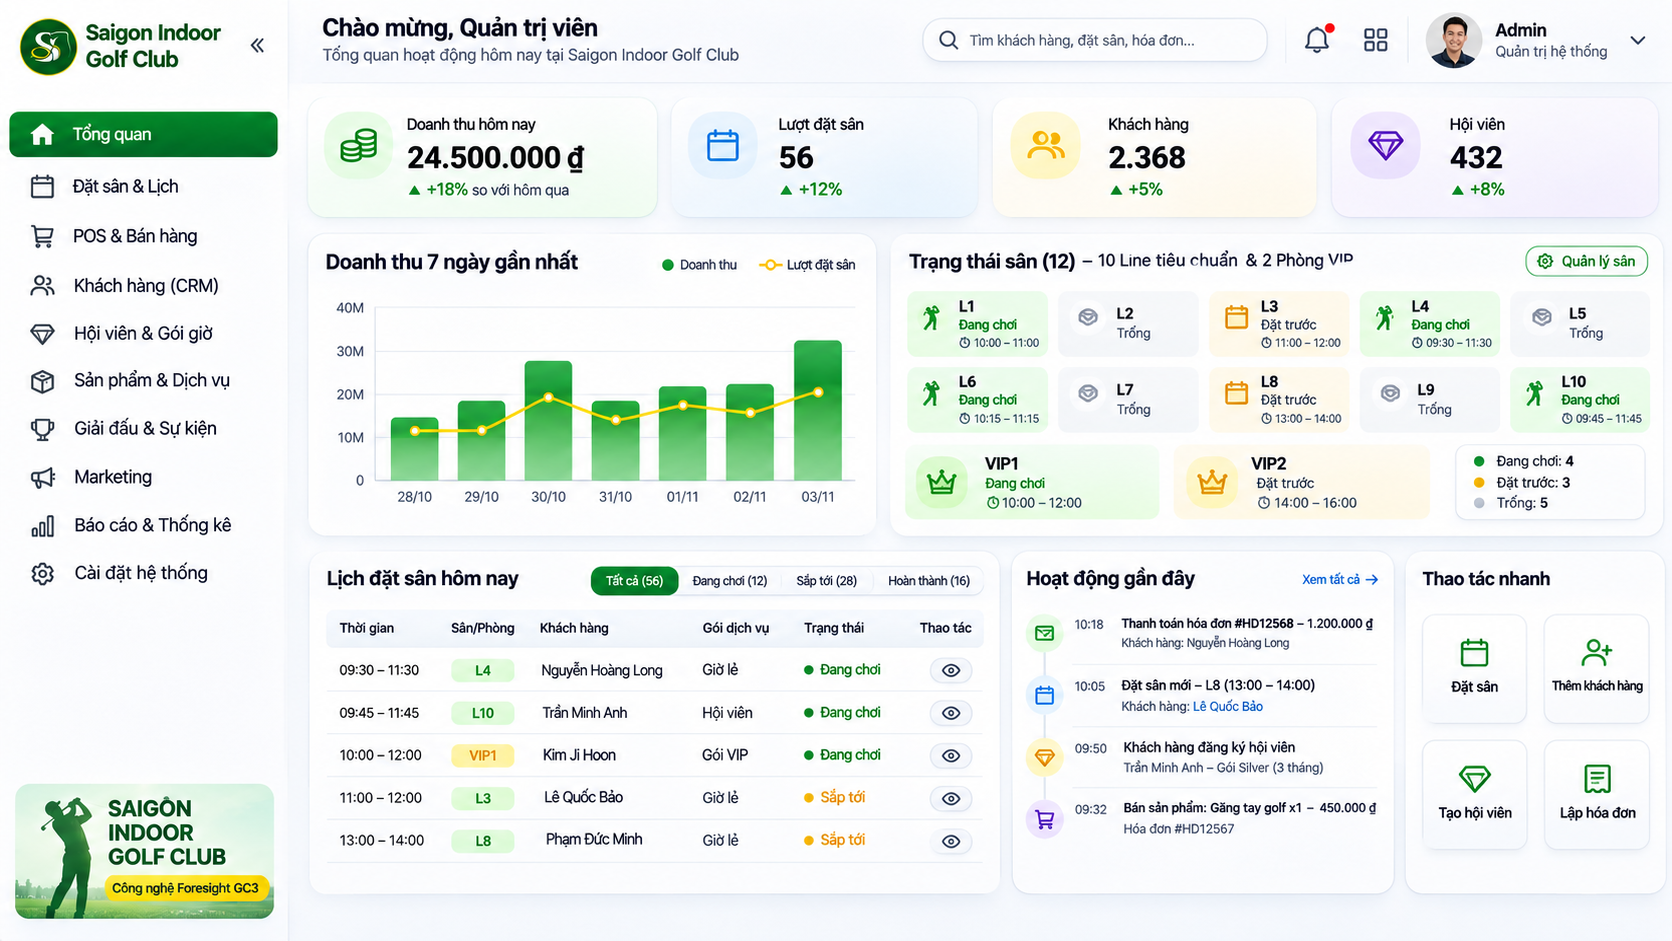 Saigon Indoor
Golf Club
Tổng quan
Đặt sân & Lịch
POS & Bán hàng
Khách hàng (CRM)
Hội viên & Gói giờ
Sản phẩm & Dịch vụ
Giải đấu & Sự kiện
Marketing
Báo cáo & Thống kê
Cài đặt hệ thống
SAIGÒN
INDOOR
GOLF CLUB
Công nghệ Foresight GC3
Chào mừng, Quản trị viên
Tổng quan hoạt động hôm nay tại Saigon Indoor Golf Club
Tìm khách hàng, đặt sân, hóa đơn...
Admin
Quản trị hệ thống
Doanh thu hôm nay
24.500.000 ₫
+18% so với hôm qua
Lượt đặt sân
56
+12%
Khách hàng
2.368
+5%
Hội viên
432
+8%
Doanh thu 7 ngày gần nhất
Doanh thu
Lượt đặt sân
40M
30M
20M
10M
0
28/10 29/10 30/10 31/10 01/11 02/11 03/11
Trạng thái sân (12) – 10 Line tiêu chuẩn & 2 Phòng VIP
Quản lý sân
L1
Đang chơi
10:00 – 11:00
L2
Trống
L3
Đặt trước
11:00 – 12:00
L4
Đang chơi
09:30 – 11:30
L5
Trống
L6
Đang chơi
10:15 – 11:15
L7
Trống
L8
Đặt trước
13:00 – 14:00
L9
Trống
L10
Đang chơi
09:45 – 11:45
VIP1
Đang chơi
10:00 – 12:00
VIP2
Đặt trước
14:00 – 16:00
Đang chơi: 4
Đặt trước: 3
Trống: 5
Lịch đặt sân hôm nay
Tất cả (56) Đang chơi (12) Sắp tới (28) Hoàn thành (16)
Thời gian Sân/Phòng Khách hàng Gói dịch vụ Trạng thái Thao tác
09:30 – 11:30 L4 Nguyễn Hoàng Long Giờ lẻ Đang chơi
09:45 – 11:45 L10 Trần Minh Anh Hội viên Đang chơi
10:00 – 12:00 VIP1 Kim Ji Hoon Gói VIP Đang chơi
11:00 – 12:00 L3 Lê Quốc Bảo Giờ lẻ Sắp tới
13:00 – 14:00 L8 Phạm Đức Minh Giờ lẻ Sắp tới
Hoạt động gần đây
Xem tất cả →
10:18 Thanh toán hóa đơn #HD12568 – 1.200.000 ₫
Khách hàng: Nguyễn Hoàng Long
10:05 Đặt sân mới – L8 (13:00 – 14:00)
Khách hàng: Lê Quốc Bảo
09:50 Khách hàng đăng ký hội viên
Trần Minh Anh – Gói Silver (3 tháng)
09:32 Bán sản phẩm: Găng tay golf x1 – 450.000 ₫
Hóa đơn #HD12567
Thao tác nhanh
Đặt sân
Thêm khách hàng
Tạo hội viên
Lập hóa đơn